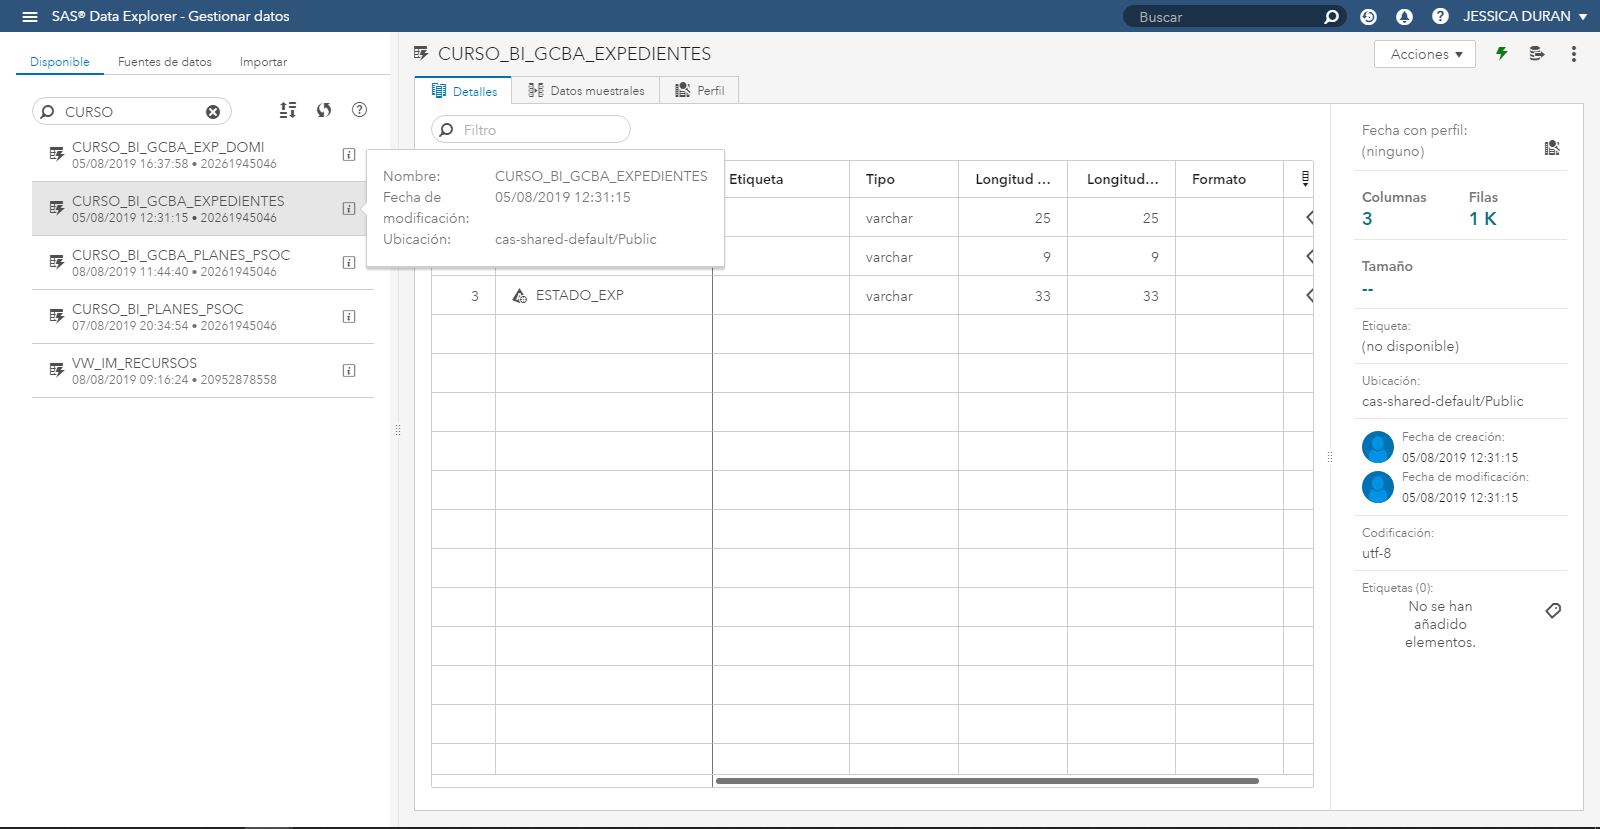 SAS® Data Explorer - Gestionar datos
Buscar
JESSICA DURAN
Disponible
Fuentes de datos
Importar
CURSO
CURSO_BI_GCBA_EXP_DOMI
05/08/2019 16:37:58 • 20261945046
CURSO_BI_GCBA_EXPEDIENTES
05/08/2019 12:31:15 • 20261945046
CURSO_BI_GCBA_PLANES_PSOC
08/08/2019 11:44:40 • 20261945046
CURSO_BI_PLANES_PSOC
07/08/2019 20:34:54 • 20261945046
VW_IM_RECURSOS
08/08/2019 09:16:24 • 20952878558
CURSO_BI_GCBA_EXPEDIENTES
Acciones
Detalles
Datos muestrales
Perfil
Filtro
Nombre: CURSO_BI_GCBA_EXPEDIENTES
Fecha de 05/08/2019 12:31:15
modificación:
Ubicación: cas-shared-default/Public
Etiqueta Tipo Longitud ... Longitud... Formato
varchar 25 25
varchar 9 9
3 ESTADO_EXP varchar 33 33
Fecha con perfil:
(ninguno)
Columnas Filas
3 1 K
Tamaño
--
Etiqueta:
(no disponible)
Ubicación:
cas-shared-default/Public
Fecha de creación:
05/08/2019 12:31:15
Fecha de modificación:
05/08/2019 12:31:15
Codificación:
utf-8
Etiquetas (0):
No se han
añadido
elementos.